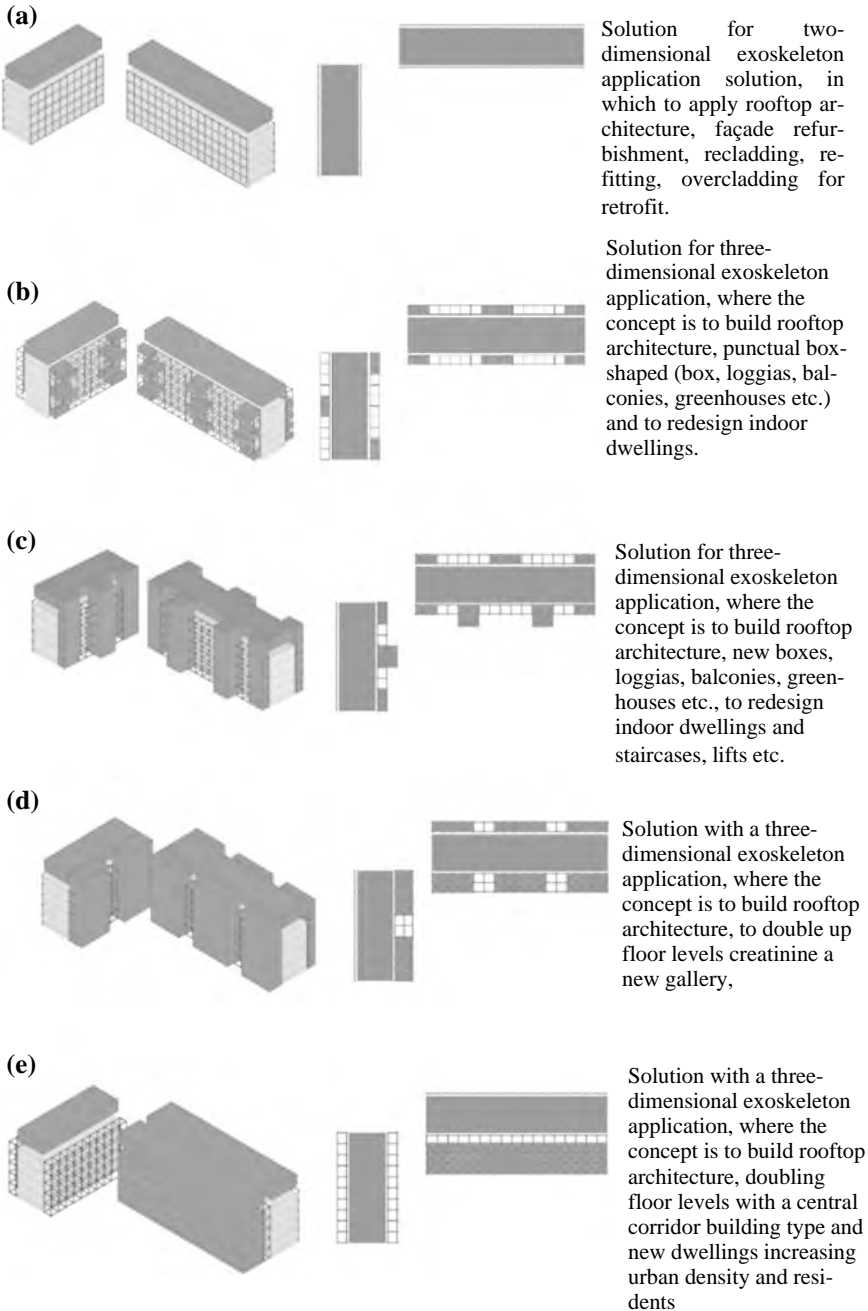 (a)
Solution for two-
dimensional exoskeleton
application solution, in
which to apply rooftop ar-
chitecture, façade refur-
bishment, recladding, re-
fitting, overcladding for
retrofit.
(b)
Solution for three-
dimensional exoskeleton
application, where the
concept is to build rooftop
architecture, punctual box-
shaped (box, loggias, bal-
conies, greenhouses etc.)
and to redesign indoor
dwellings.
(c)
Solution for three-
dimensional exoskeleton
application, where the
concept is to build rooftop
architecture, new boxes,
loggias, balconies, green-
houses etc., to redesign
indoor dwellings and
staircases, lifts etc.
(d)
Solution with a three-
dimensional exoskeleton
application, where the
concept is to build rooftop
architecture, to double up
floor levels creatinine a
new gallery,
(e)
Solution with a three-
dimensional exoskeleton
application, where the
concept is to build rooftop
architecture, doubling
floor levels with a central
corridor building type and
new dwellings increasing
urban density and resi-
dents